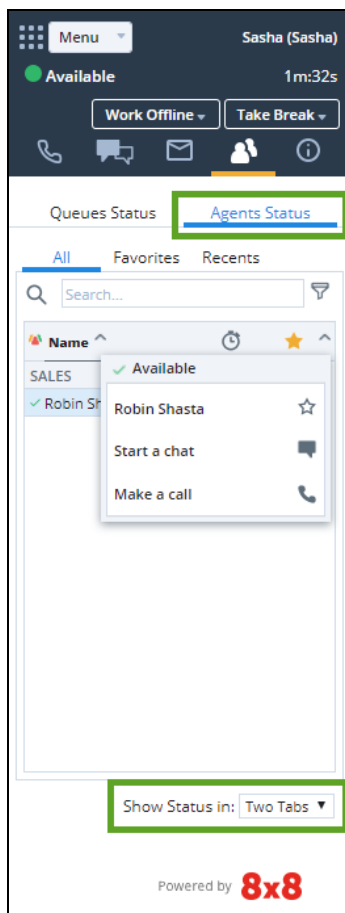 Menu Sasha (Sasha)
Available 1m:32s
Work Offline Take Break
Queues Status Agents Status
All Favorites Recents
Search...
Name
SALES
Available
Robin Sh
Robin Shasta
Start a chat
Make a call
Show Status in: Two Tabs
Powered by 8x8